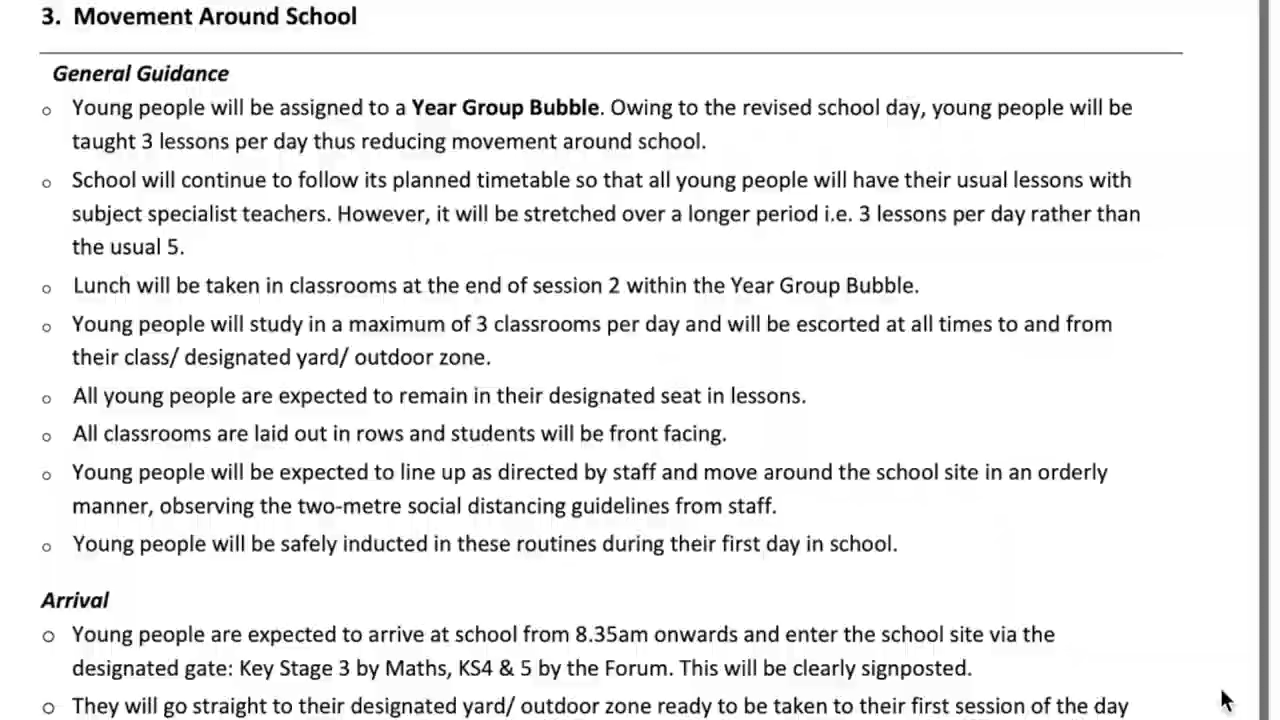 3. Movement Around School
General Guidance
o Young people will be assigned to a Year Group Bubble. Owing to the revised school day, young people will be
taught 3 lessons per day thus reducing movement around school.
o School will continue to follow its planned timetable so that all young people will have their usual lessons with
subject specialist teachers. However, it will be stretched over a longer period i.e. 3 lessons per day rather than
the usual 5.
o Lunch will be taken in classrooms at the end of session 2 within the Year Group Bubble.
o Young people will study in a maximum of 3 classrooms per day and will be escorted at all times to and from
their class/ designated yard/ outdoor zone.
o All young people are expected to remain in their designated seat in lessons.
o All classrooms are laid out in rows and students will be front facing.
o Young people will be expected to line up as directed by staff and move around the school site in an orderly
manner, observing the two-metre social distancing guidelines from staff.
o Young people will be safely inducted in these routines during their first day in school.
Arrival
o Young people are expected to arrive at school from 8.35am onwards and enter the school site via the
designated gate: Key Stage 3 by Maths, KS4 & 5 by the Forum. This will be clearly signposted.
o They will go straight to their designated yard/ outdoor zone ready to be taken to their first session of the day